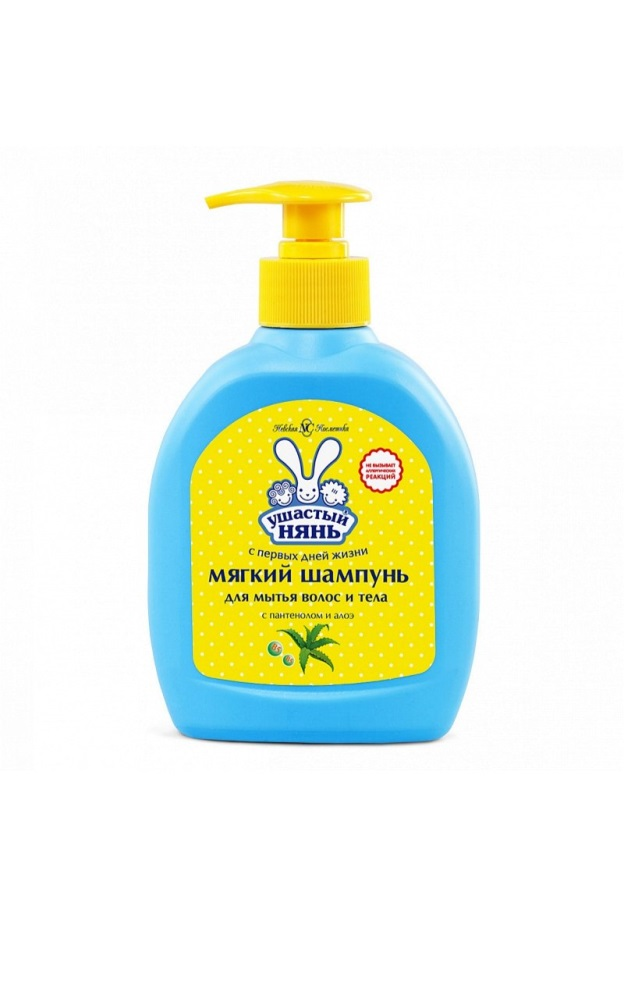 Невская NC Косметика
НЕ ВЫЗЫВАЕТ
АЛЛЕРГИЧЕСКИХ
РЕАКЦИЙ
УШАСТЫЙ
НЯНЬ
с первых дней жизни
МЯГКИЙ ШАМПУНЬ
для мытья волос и тела
с пантенолом и алоэ